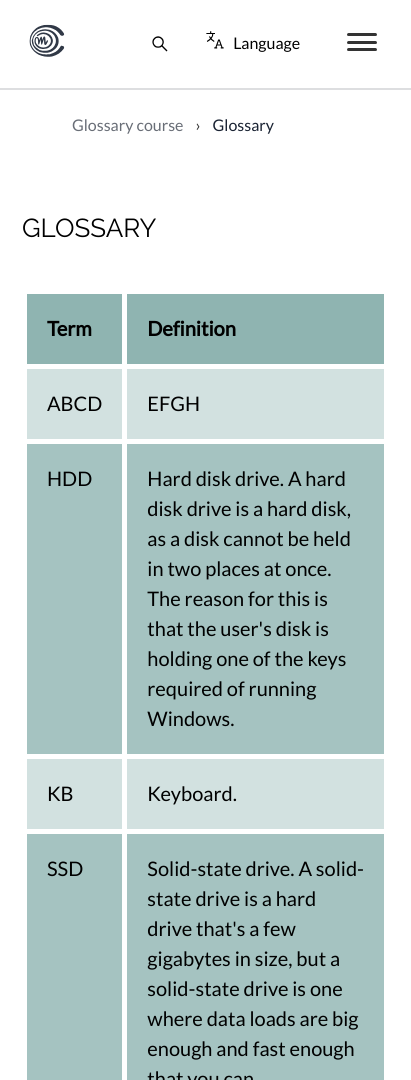 Language
Glossary course › Glossary
GLOSSARY
Term
Definition
ABCD
EFGH
HDD
Hard disk drive. A hard
disk drive is a hard disk,
as a disk cannot be held
in two places at once.
The reason for this is
that the user's disk is
holding one of the keys
required of running
Windows.
KB
Keyboard.
SSD
Solid-state drive. A solid-
state drive is a hard
drive that's a few
gigabytes in size, but a
solid-state drive is one
where data loads are big
enough and fast enough
that you can